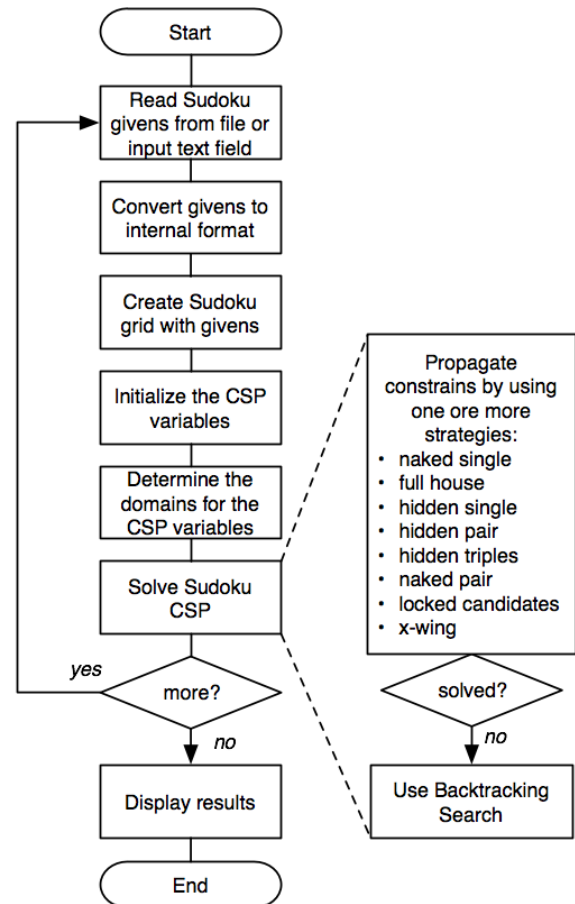 Start
Read Sudoku
givens from file or
input text field
Convert givens to
internal format
Create Sudoku
grid with givens
Initialize the CSP
variables
Determine the
domains for the
CSP variables
Solve Sudoku
CSP
yes
more?
no
Display results
End
Propagate
constrains by using
one ore more
strategies:
• naked single
• full house
• hidden single
• hidden pair
• hidden triples
• naked pair
• locked candidates
• x-wing
solved?
no
Use Backtracking
Search